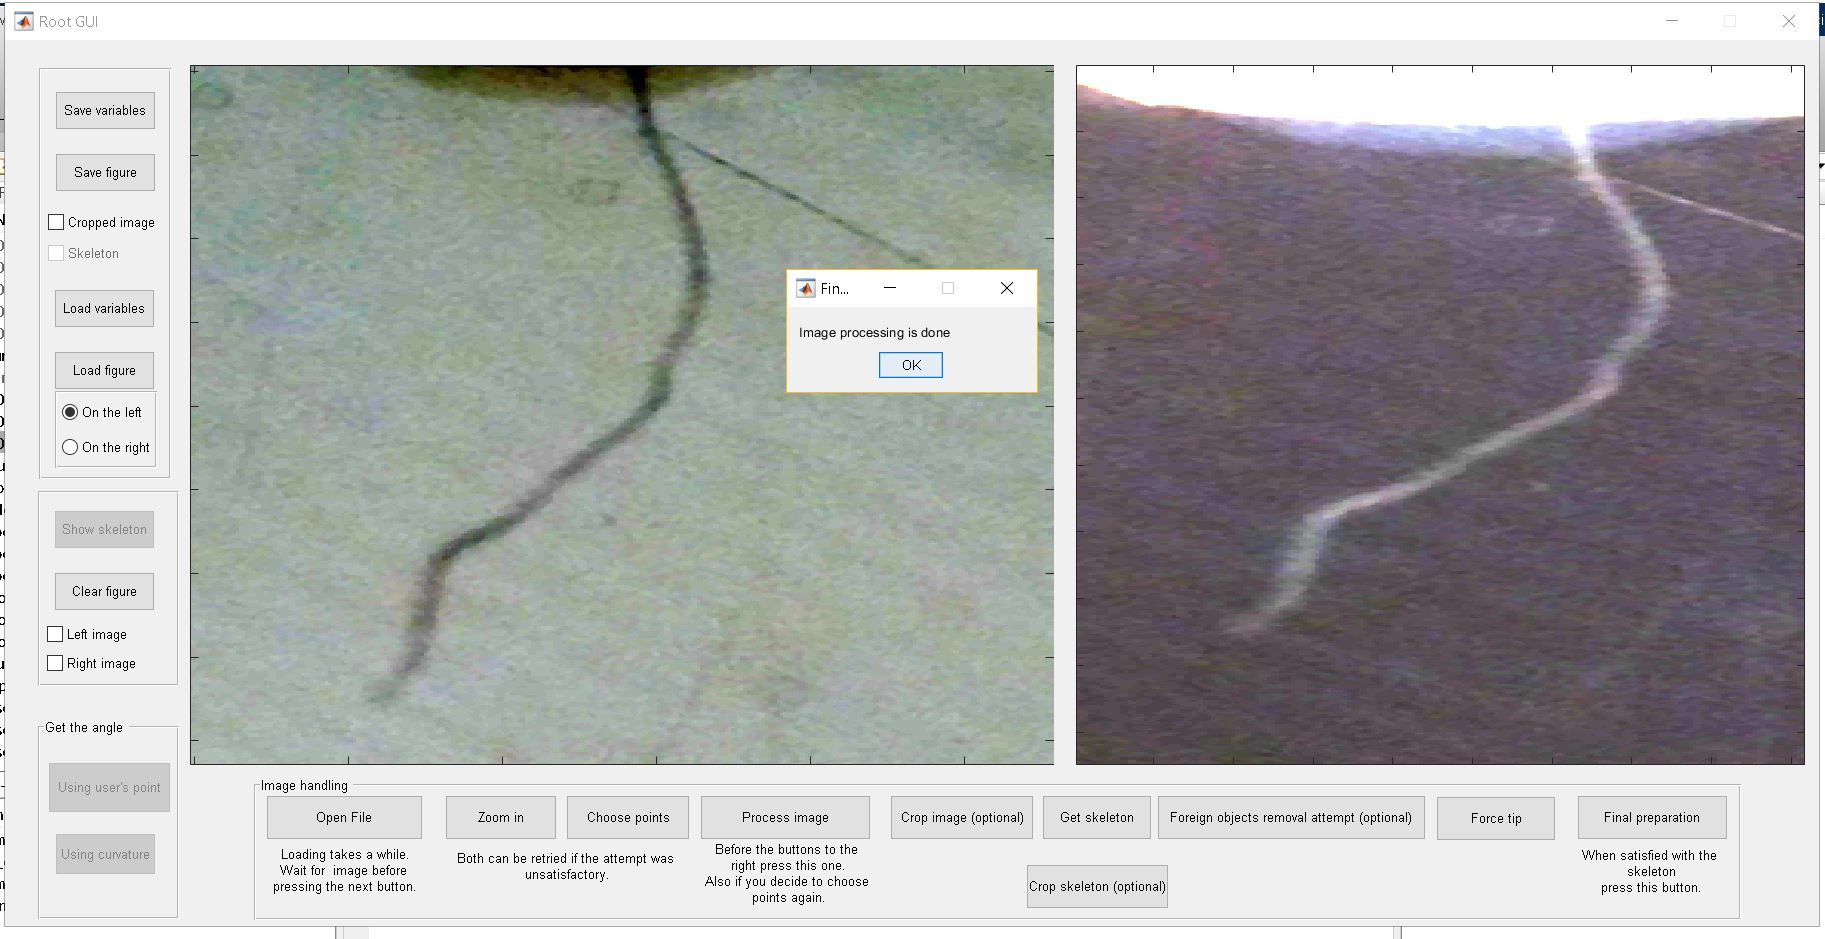 Root GUI
Save variables
Save figure
Cropped image
Skeleton
Load variables
Load figure
On the left
On the right
Show skeleton
Clear figure
Left image
Right image
Get the angle
Using user's point
Using curvature
Fin...
Image processing is done
OK
Image handling
Open File
Zoom in
Choose points
Process image
Crop image (optional)
Get skeleton
Foreign objects removal attempt (optional)
Force tip
Final preparation
Loading takes a while.
Wait for  image before
pressing the next button.
Both can be retried if the attempt was
unsatisfactory.
Before the buttons to the
right press this one.
Also if you decide to choose
points again.
Crop skeleton (optional)
When satisfied with the
skeleton
press this button.